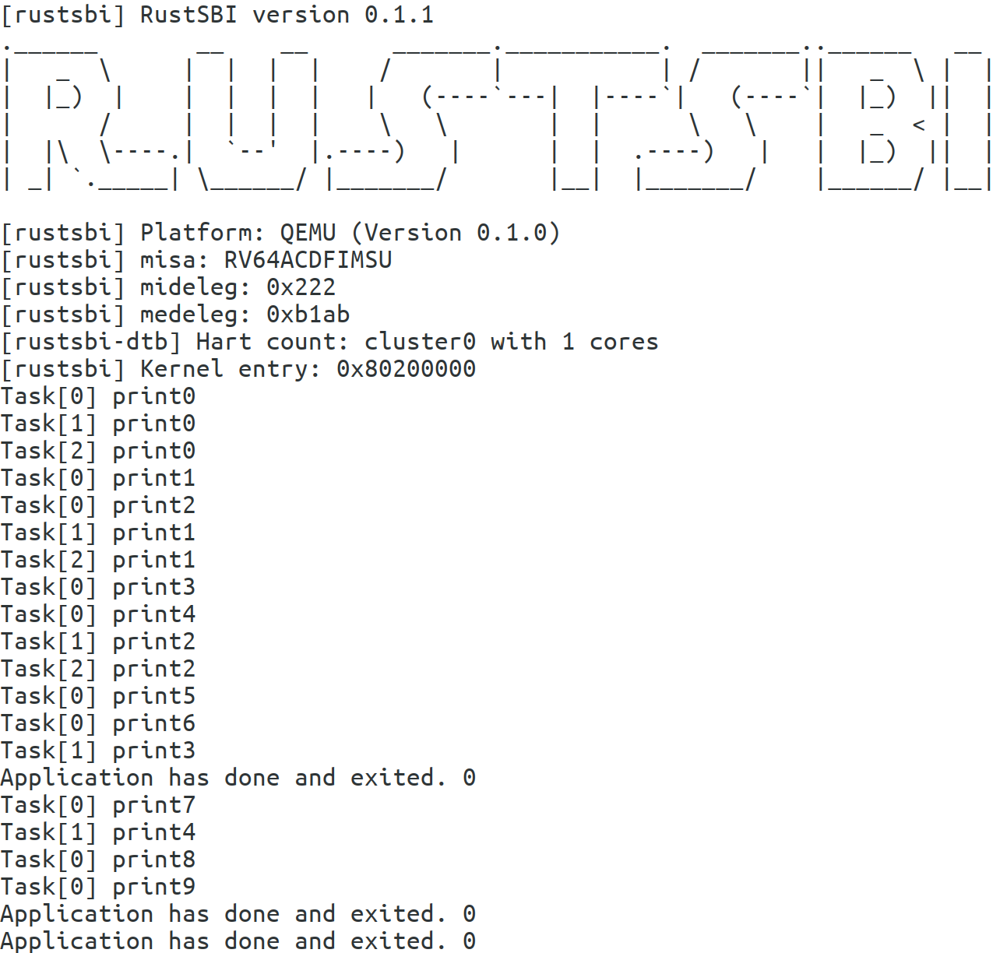 [rustsbi] RustSBI version 0.1.1
.______       __    __      _______.___________.  _______..______   __
|   _  \     |  |  |  |    /       |           | /       ||   _  \ |  |
|  |_)  |    |  |  |  |   |   (----`---|  |----`|   (----`|  |_)  ||  |
|      /     |  |  |  |    \   \       |  |      \   \    |   _  < |  |
|  |\  \----.|  `--'  |.----)   |      |  |  .----)   |   |  |_)  ||  |
| _| `._____| \______/ |_______/       |__|  |_______/    |______/ |__|
[rustsbi] Platform: QEMU (Version 0.1.0)
[rustsbi] misa: RV64ACDFIMSU
[rustsbi] mideleg: 0x222
[rustsbi] medeleg: 0xb1ab
[rustsbi-dtb] Hart count: cluster0 with 1 cores
[rustsbi] Kernel entry: 0x80200000
Task[0] print0
Task[1] print0
Task[2] print0
Task[0] print1
Task[0] print2
Task[1] print1
Task[2] print1
Task[0] print3
Task[0] print4
Task[1] print2
Task[2] print2
Task[0] print5
Task[0] print6
Task[1] print3
Application has done and exited. 0
Task[0] print7
Task[1] print4
Task[0] print8
Task[0] print9
Application has done and exited. 0
Application has done and exited. 0